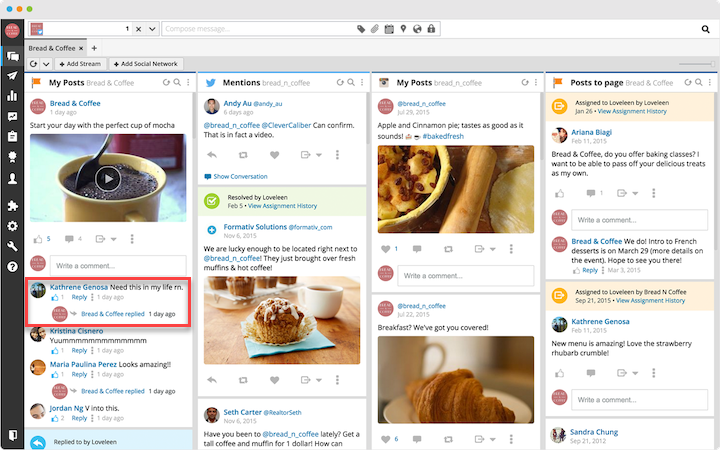 1
Compose message...
Bread & Coffee
Add Stream
Add Social Network
My Posts Bread & Coffee
Bread & Coffee
1 day ago
Start your day with the perfect cup of mocha
5
4
Write a comment...
Kathrene Genosa Need this in my life rn.
1 Reply 1 day ago
Bread & Coffee replied 1 day ago
Kristina Cisnero
Yuummmmmmmmmmmm
1 Reply 1 day ago
Maria Paulina Perez Looks amazing!!
1 Reply 1 day ago
Bread & Coffee replied 1 day ago
Jordan Ng V into this.
2 Reply 1 day ago
Replied to by Loveleen
Mentions bread_n_coffee
Andy Au @andy_au
6 days ago
@bread_n_coffee @CleverCaliber Can confirm.
That is in fact a video.
Show Conversation
Resolved by Loveleen
Feb 5 • View Assignment History
Formativ Solutions @formativ_com
Nov 6, 2015
We are lucky enough to be located right next to
@bread_n_coffee! They just brought over fresh
muffins & hot coffee!
Seth Carter @RealtorSeth
Nov 6, 2015
Have you been to @bread_n_coffee lately? Get a
tall coffee and muffin for 1 dollar! How can
My Posts bread_n_coffee
@bread_n_coffee
Jul 29, 2015
Apple and Cinnamon pie; tastes as good as it
sounds! #bakedfresh
1
Write a comment...
@bread_n_coffee
Jul 22, 2015
Breakfast? We've got you covered!
6
Posts to page Bread & Coffee
Assigned to Loveleen by Loveleen
Jan 26 • View Assignment History
Ariana Biagi
Feb 11, 2015
Bread & Coffee, do you offer baking classes? I
want to be able to pass off your delicious treats
as my own.
1
Write a comment...
Bread & Coffee We do! Intro to French
desserts is on March 29 (more details on
the event). Hope to see you there!
Reply Mar 3, 2015
Assigned to Loveleen by Bread N Coffee
Sep 21, 2015 • View Assignment History
Kathrene Genosa
Feb 11, 2015
New menu is amazing! Love the strawberry
rhubarb crumble!
Write a comment...
Sandra Chung
Sep 21, 2012